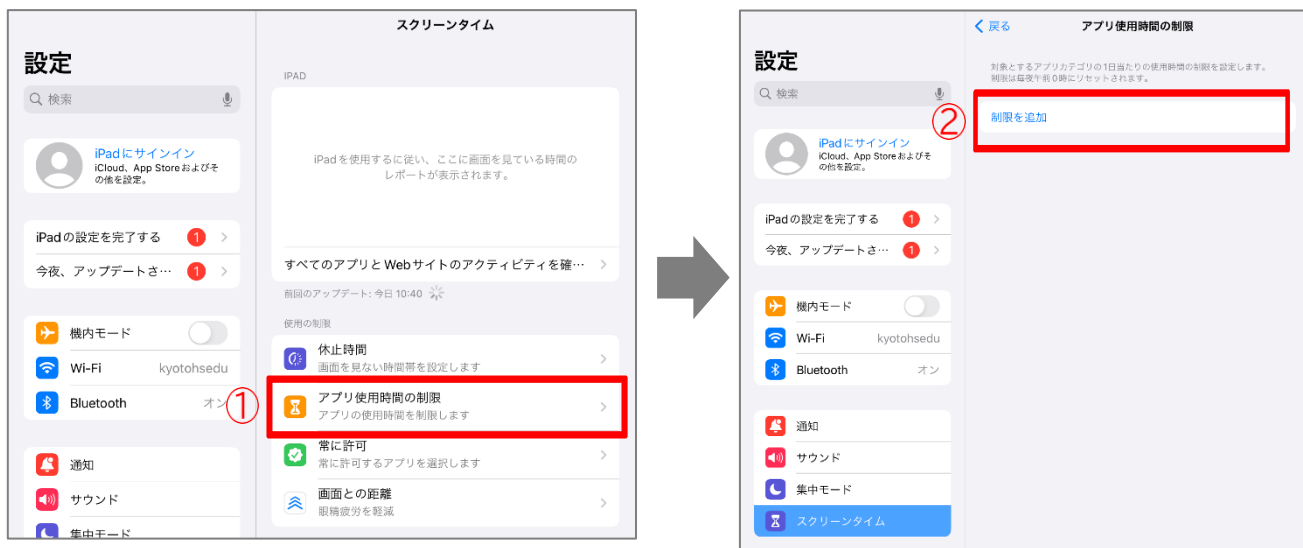 スクリーンタイム
設定
検索
iPadにサインイン
iCloud、App Storeおよびそ
の他を設定。
iPadの設定を完了する 1
今夜、アップデートさ… 1
機内モード
Wi-Fi kyotohsedu
Bluetooth オン
通知
サウンド
集中モード
IPAD
iPadを使用するに従い、ここに画面を見ている時間の
レポートが表示されます。
すべてのアプリとWebサイトのアクティビティを確…
前回のアップデート: 今日 10:40
使用の制限
休止時間
画面を見ない時間帯を設定します
①
アプリ使用時間の制限
アプリの使用時間を制限します
常に許可
常に許可するアプリを選択します
画面との距離
眼精疲労を軽減
戻る アプリ使用時間の制限
設定
検索
iPadにサインイン
iCloud、App Storeおよびそ
の他を設定。
iPadの設定を完了する 1
今夜、アップデートさ… 1
機内モード
Wi-Fi kyotohsedu
Bluetooth オン
通知
サウンド
集中モード
スクリーンタイム
対象とするアプリカテゴリの1日当たりの使用時間の制限を設定します。
制限は毎夜午前0時にリセットされます。
②
制限を追加